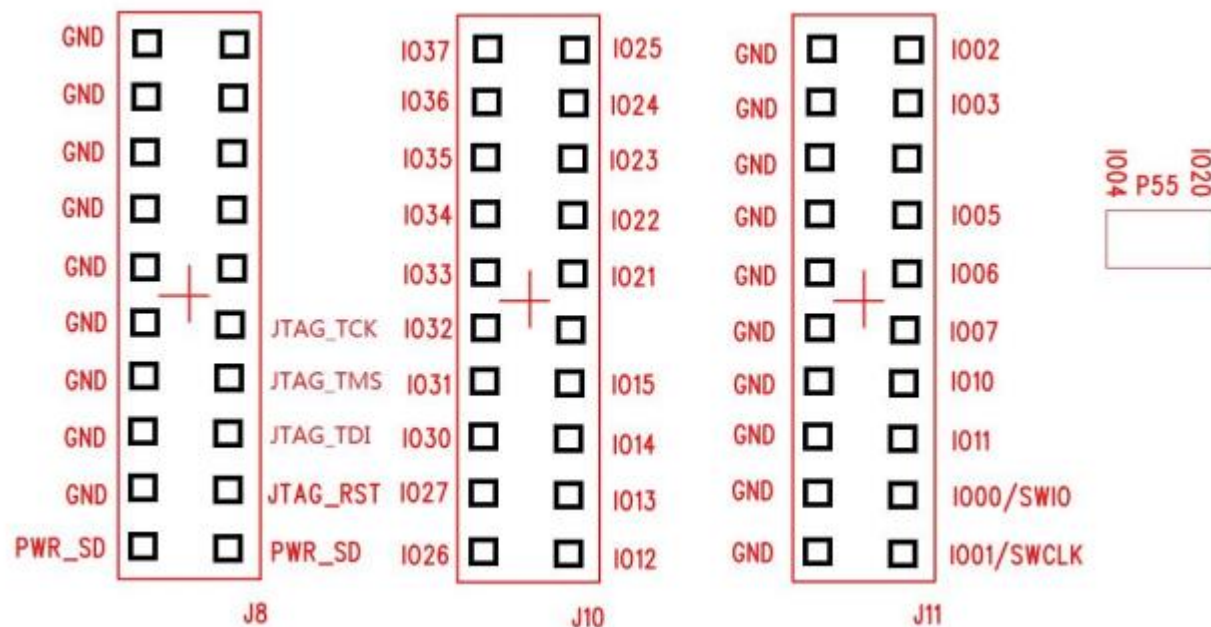 GND
GND
GND
GND
GND
GND JTAG_TCK
GND JTAG_TMS
GND JTAG_TDI
GND JTAG_RST
PWR_SD PWR_SD
J8
IO37 IO25
IO36 IO24
IO35 IO23
IO34 IO22
IO33 IO21
IO32
IO31 IO15
IO30 IO14
IO27 IO13
IO26 IO12
J10
GND IO02
GND IO03
GND
GND IO05
GND IO06
GND IO07
GND IO10
GND IO11
GND IO00/SWIO
GND IO01/SWCLK
J11
IO04 P55 IO20